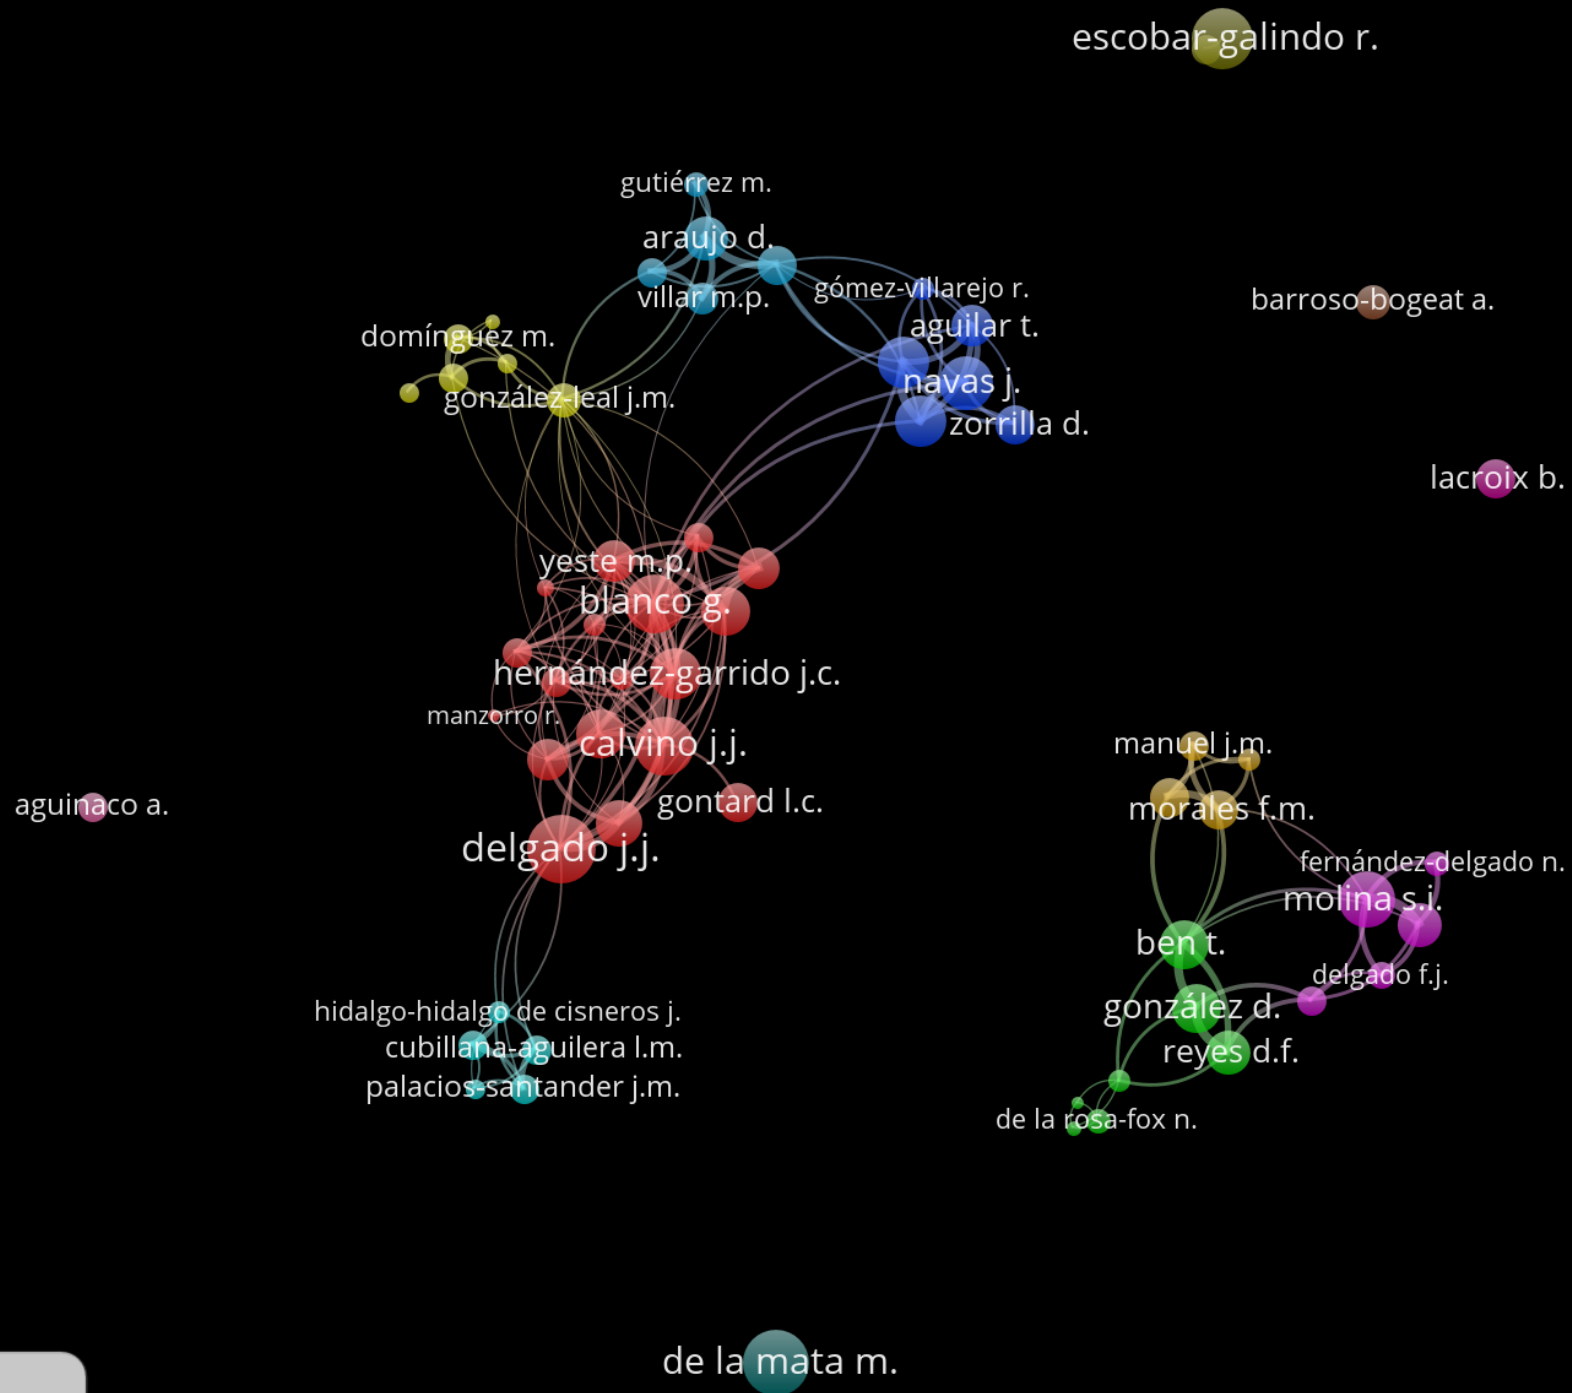 escobar-galindo r.
gutiérrez m.
araujo d.
villar m.p.
gómez-villarejo r.
barroso-bogeat a.
aguilar t.
domínguez m.
navas j.
gonzález-leal j.m.
zorrilla d.
lacroix b.
yeste m.p.
blanco g.
hernández-garrido j.c.
manzorro r.
calvino j.j.
manuel j.m.
gontard l.c.
aguinaco a.
morales f.m.
delgado j.j.
fernández-delgado n.
molina s.i.
ben t.
delgado f.j.
hidalgo-hidalgo de cisneros j.
gonzález d.
cubillana-aguilera l.m.
reyes d.f.
palacios-santander j.m.
de la rosa-fox n.
de la mata m.